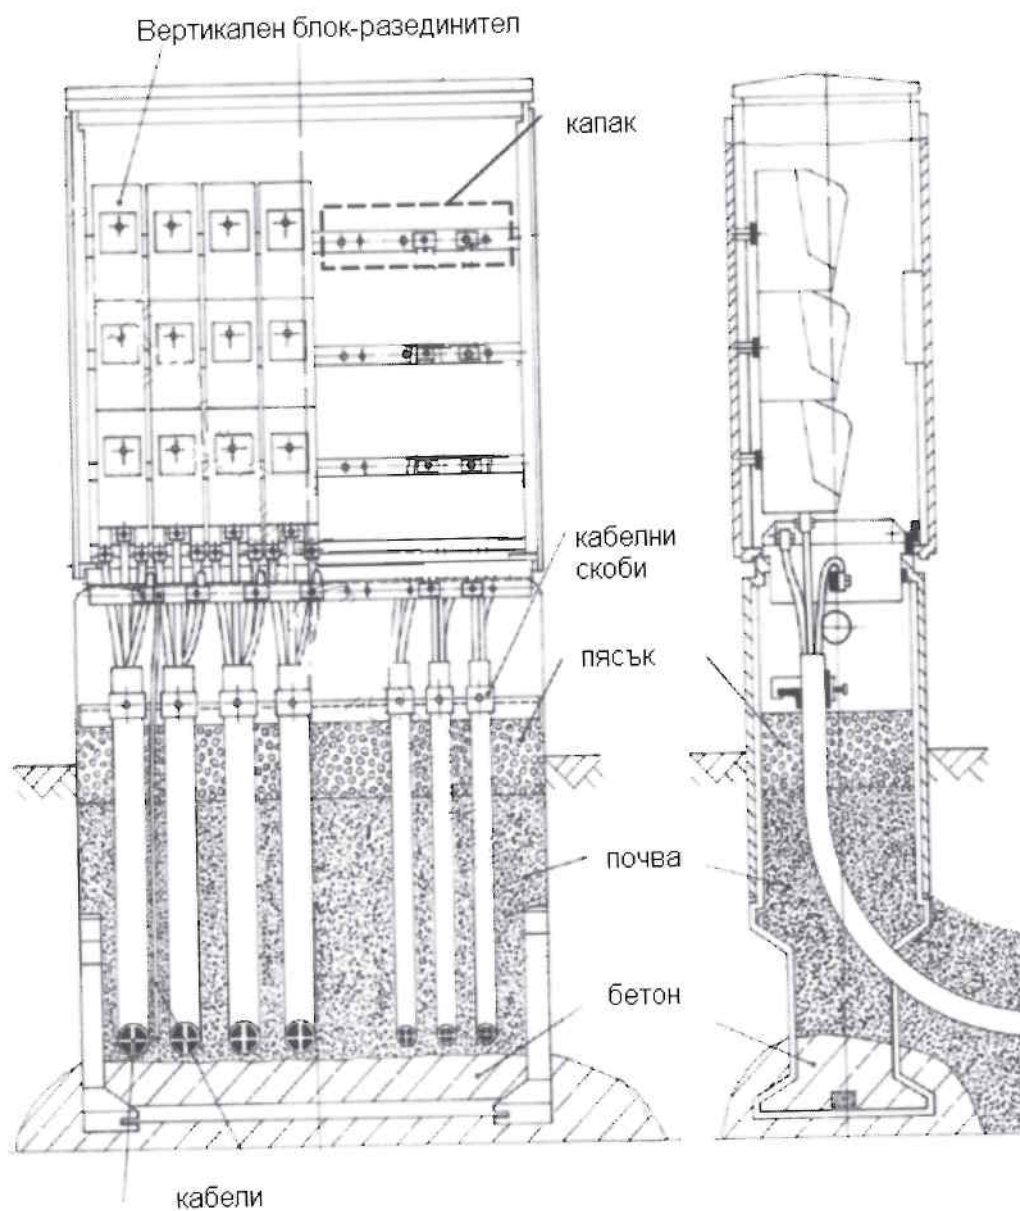 Вертикален блок-разединител
капак
кабелни
скоби
пясък
почва
бетон
кабели